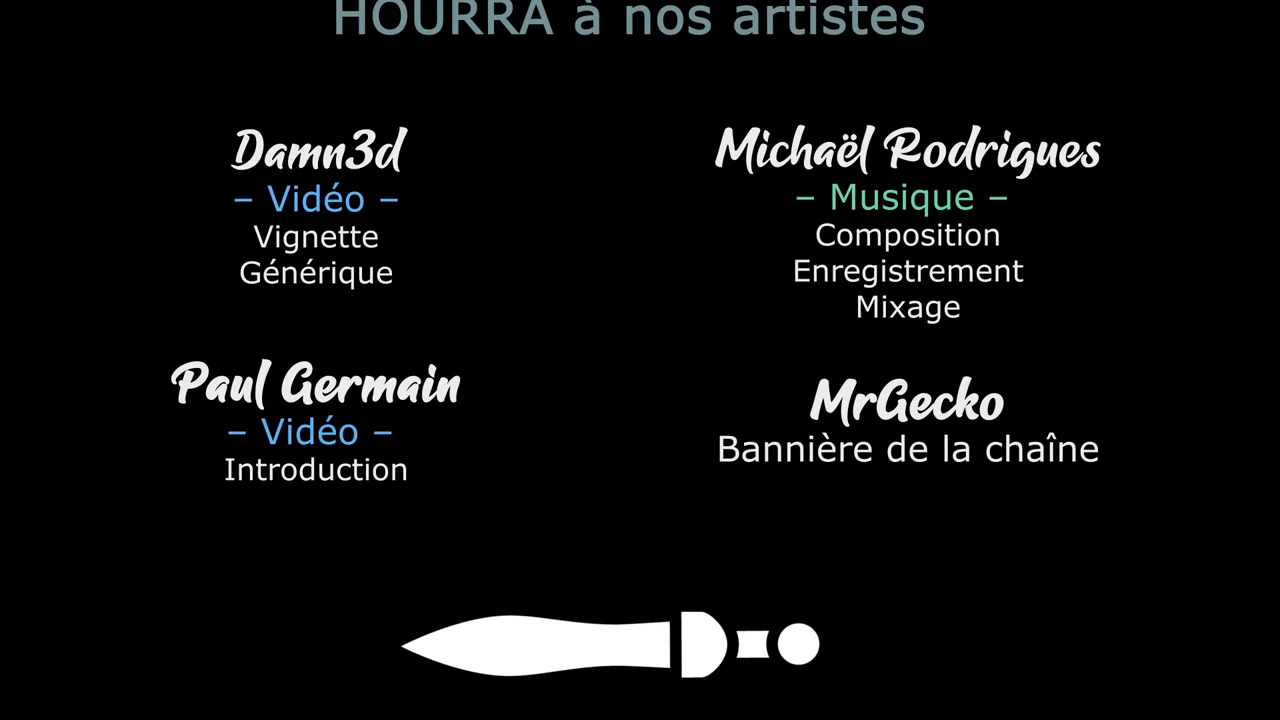 HOURRA à nos artistes
Damn3d
– Vidéo –
Vignette
Générique
Michaël Rodrigues
– Musique –
Composition
Enregistrement
Mixage
Paul Germain
– Vidéo –
Introduction
MrGecko
Bannière de la chaîne